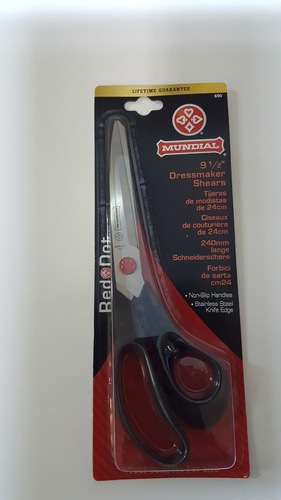 LIFETIME GUARANTEE
MUNDIAL
9 1/2"
Dressmaker
Shears
Tijeras
de modistas
de 24cm
Ciseaux
de couturière
de 24cm
240mm
lange
Schneiderschere
Forbici
da sarta
cm24
• Non-Slip Handles
• Stainless Steel
Knife Edge
Red Dot